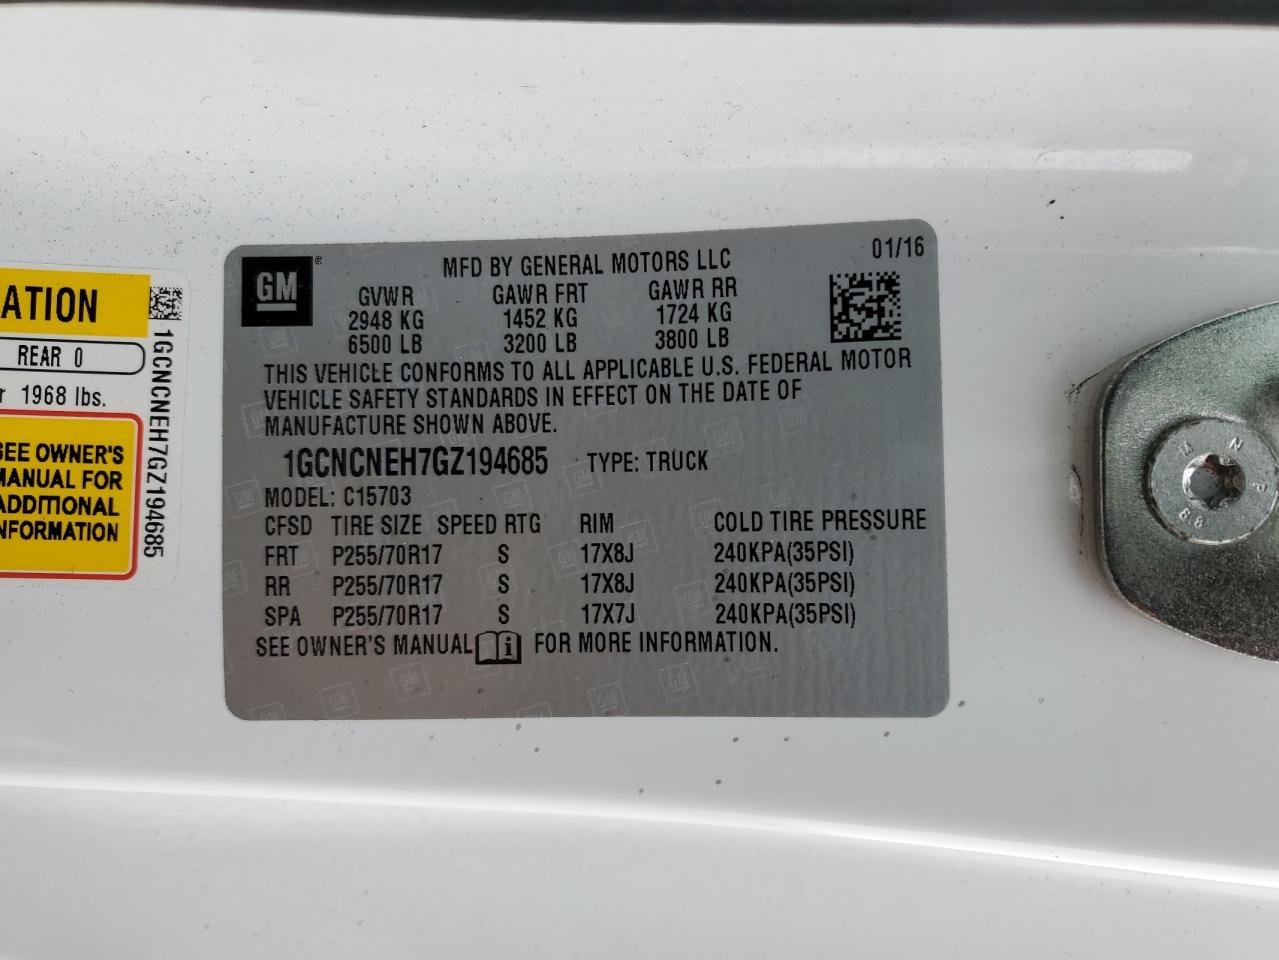 ATION
REAR 0
1968 lbs.
SEE OWNER'S
MANUAL FOR
ADDITIONAL
INFORMATION
1GCNCNEH7GZ194685
GM ®
MFD BY GENERAL MOTORS LLC
01/16
GVWR GAWR FRT GAWR RR
2948 KG 1452 KG 1724 KG
6500 LB 3200 LB 3800 LB
THIS VEHICLE CONFORMS TO ALL APPLICABLE U.S. FEDERAL MOTOR
VEHICLE SAFETY STANDARDS IN EFFECT ON THE DATE OF
MANUFACTURE SHOWN ABOVE.
1GCNCNEH7GZ194685 TYPE: TRUCK
MODEL: C15703
CFSD TIRE SIZE SPEED RTG RIM COLD TIRE PRESSURE
FRT P255/70R17 S 17X8J 240KPA(35PSI)
RR P255/70R17 S 17X8J 240KPA(35PSI)
SPA P255/70R17 S 17X7J 240KPA(35PSI)
SEE OWNER'S MANUAL i FOR MORE INFORMATION.
M N P
88